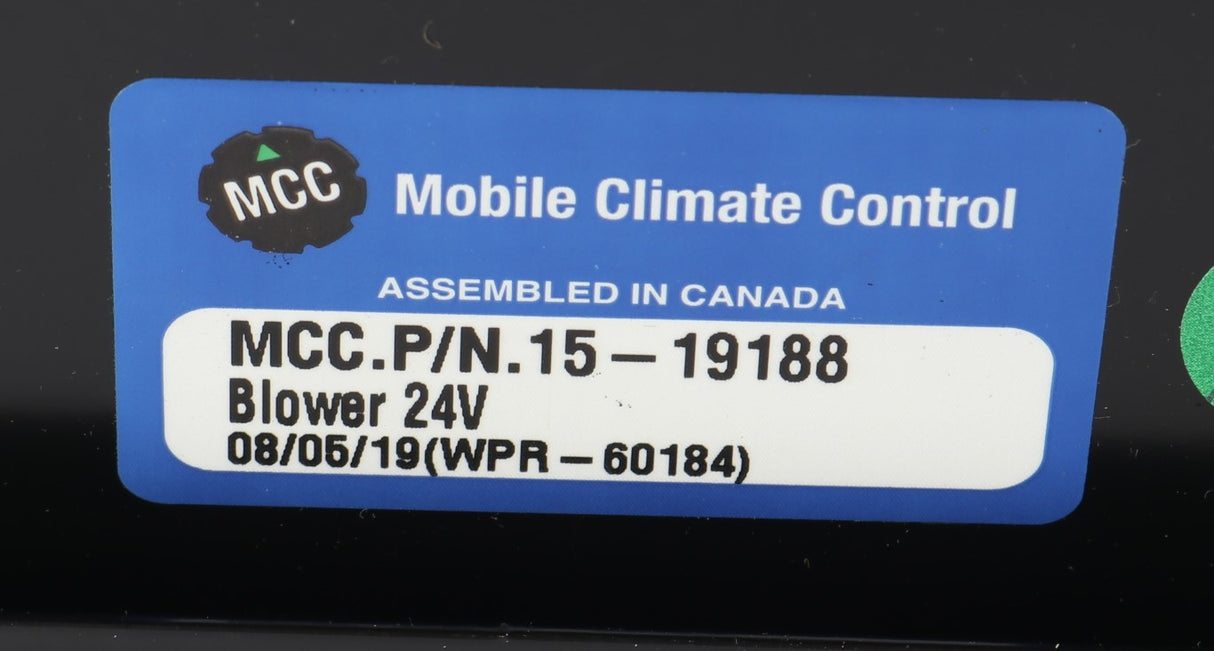 MCC
Mobile Climate Control
ASSEMBLED IN CANADA
MCC.P/N.15-19188
Blower 24V
08/05/19(WPR-60184)